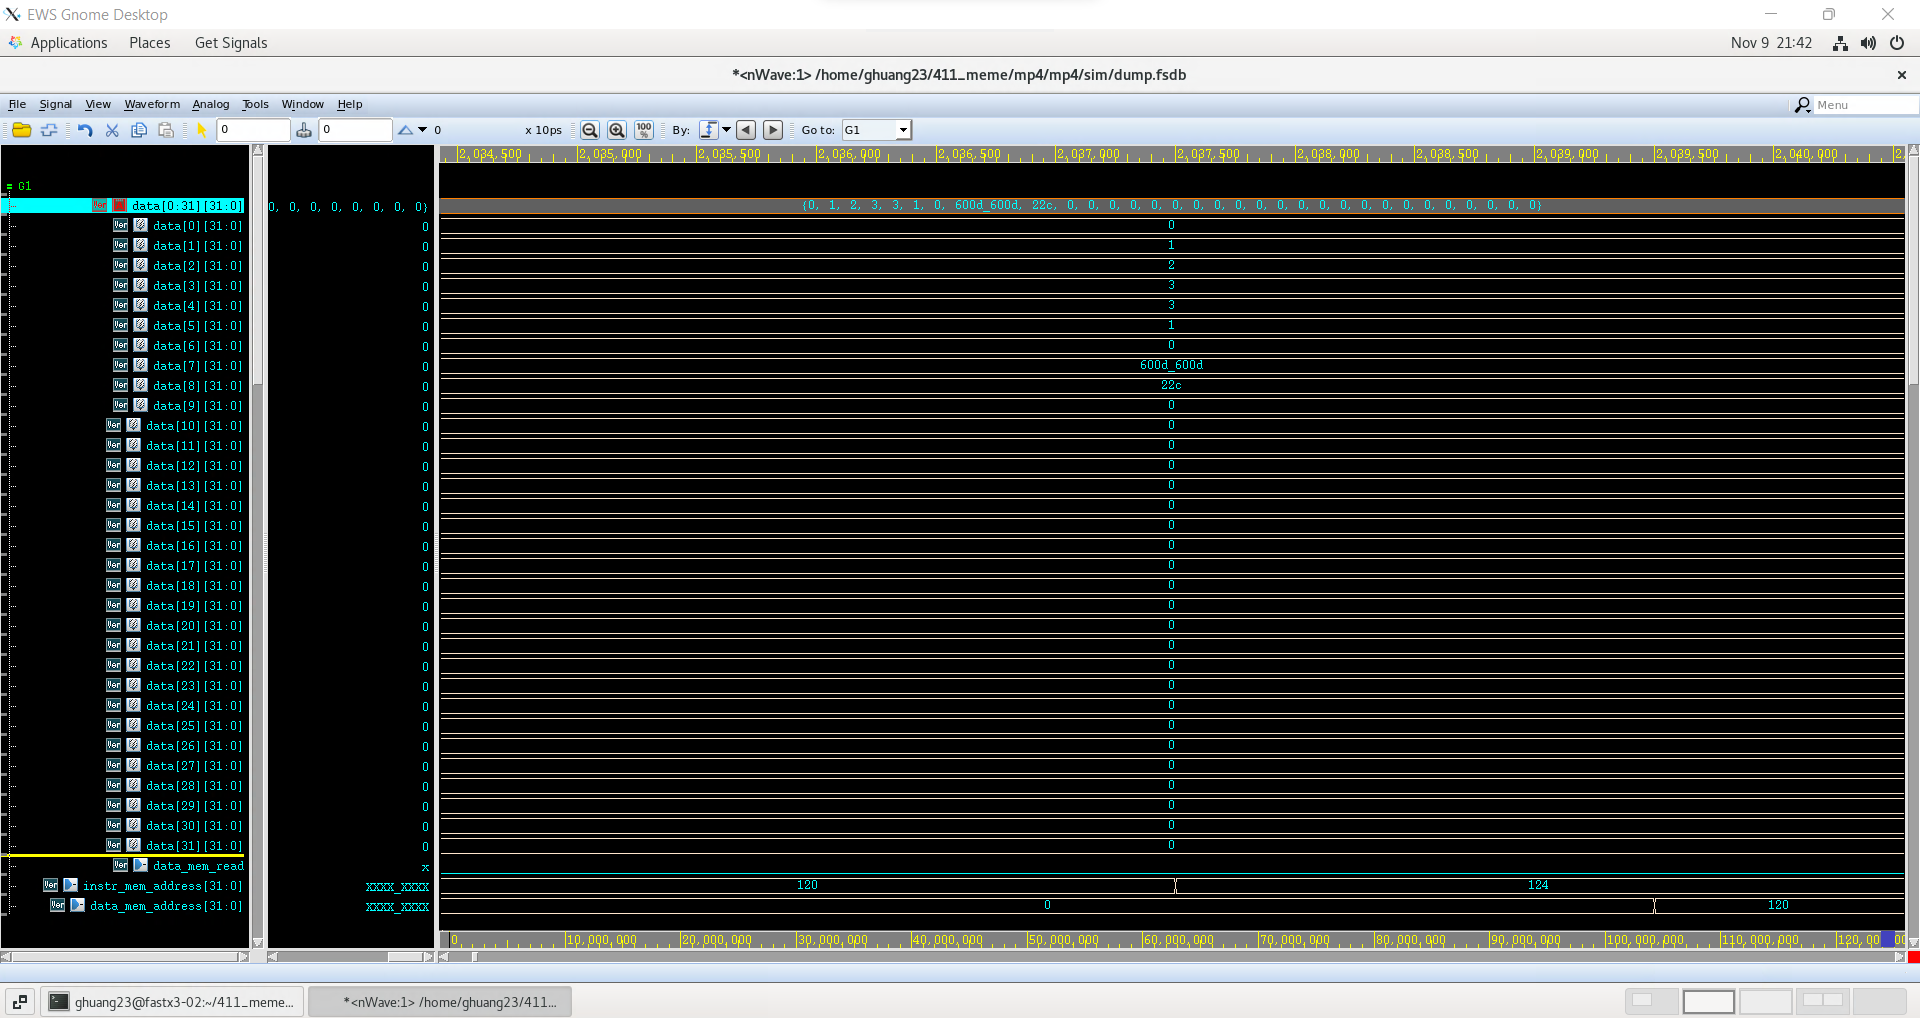 EWS Gnome Desktop
Applications Places Get Signals Nov 9 21:42
*<nWave:1> /home/ghuang23/411_meme/mp4/mp4/sim/dump.fsdb
File Signal View Waveform Analog Tools Window Help Menu
0 0 0 x 10ps 100% By: Go to: G1
2,034,500 2,035,000 2,035,500 2,036,000 2,036,500 2,037,000 2,037,500 2,038,000 2,038,500 2,039,000 2,039,500 2,040,000
G1
data[0:31][31:0] 0, 0, 0, 0, 0, 0, 0, 0} {0, 1, 2, 3, 3, 1, 0, 600d_600d, 22c, 0, 0, 0, 0, 0, 0, 0, 0, 0, 0, 0, 0, 0, 0, 0, 0, 0, 0, 0, 0, 0, 0, 0}
data[0][31:0] 0 0
data[1][31:0] 0 1
data[2][31:0] 0 2
data[3][31:0] 0 3
data[4][31:0] 0 3
data[5][31:0] 0 1
data[6][31:0] 0 0
data[7][31:0] 0 600d_600d
data[8][31:0] 0 22c
data[9][31:0] 0 0
data[10][31:0] 0 0
data[11][31:0] 0 0
data[12][31:0] 0 0
data[13][31:0] 0 0
data[14][31:0] 0 0
data[15][31:0] 0 0
data[16][31:0] 0 0
data[17][31:0] 0 0
data[18][31:0] 0 0
data[19][31:0] 0 0
data[20][31:0] 0 0
data[21][31:0] 0 0
data[22][31:0] 0 0
data[23][31:0] 0 0
data[24][31:0] 0 0
data[25][31:0] 0 0
data[26][31:0] 0 0
data[27][31:0] 0 0
data[28][31:0] 0 0
data[29][31:0] 0 0
data[30][31:0] 0 0
data[31][31:0] 0 0
data_mem_read x
instr_mem_address[31:0] XXXX_XXXX 120 124
data_mem_address[31:0] XXXX_XXXX 0 120
0 10,000,000 20,000,000 30,000,000 40,000,000 50,000,000 60,000,000 70,000,000 80,000,000 90,000,000 100,000,000 110,000,000
ghuang23@fastx3-02:~/411_meme... *<nWave:1> /home/ghuang23/411...